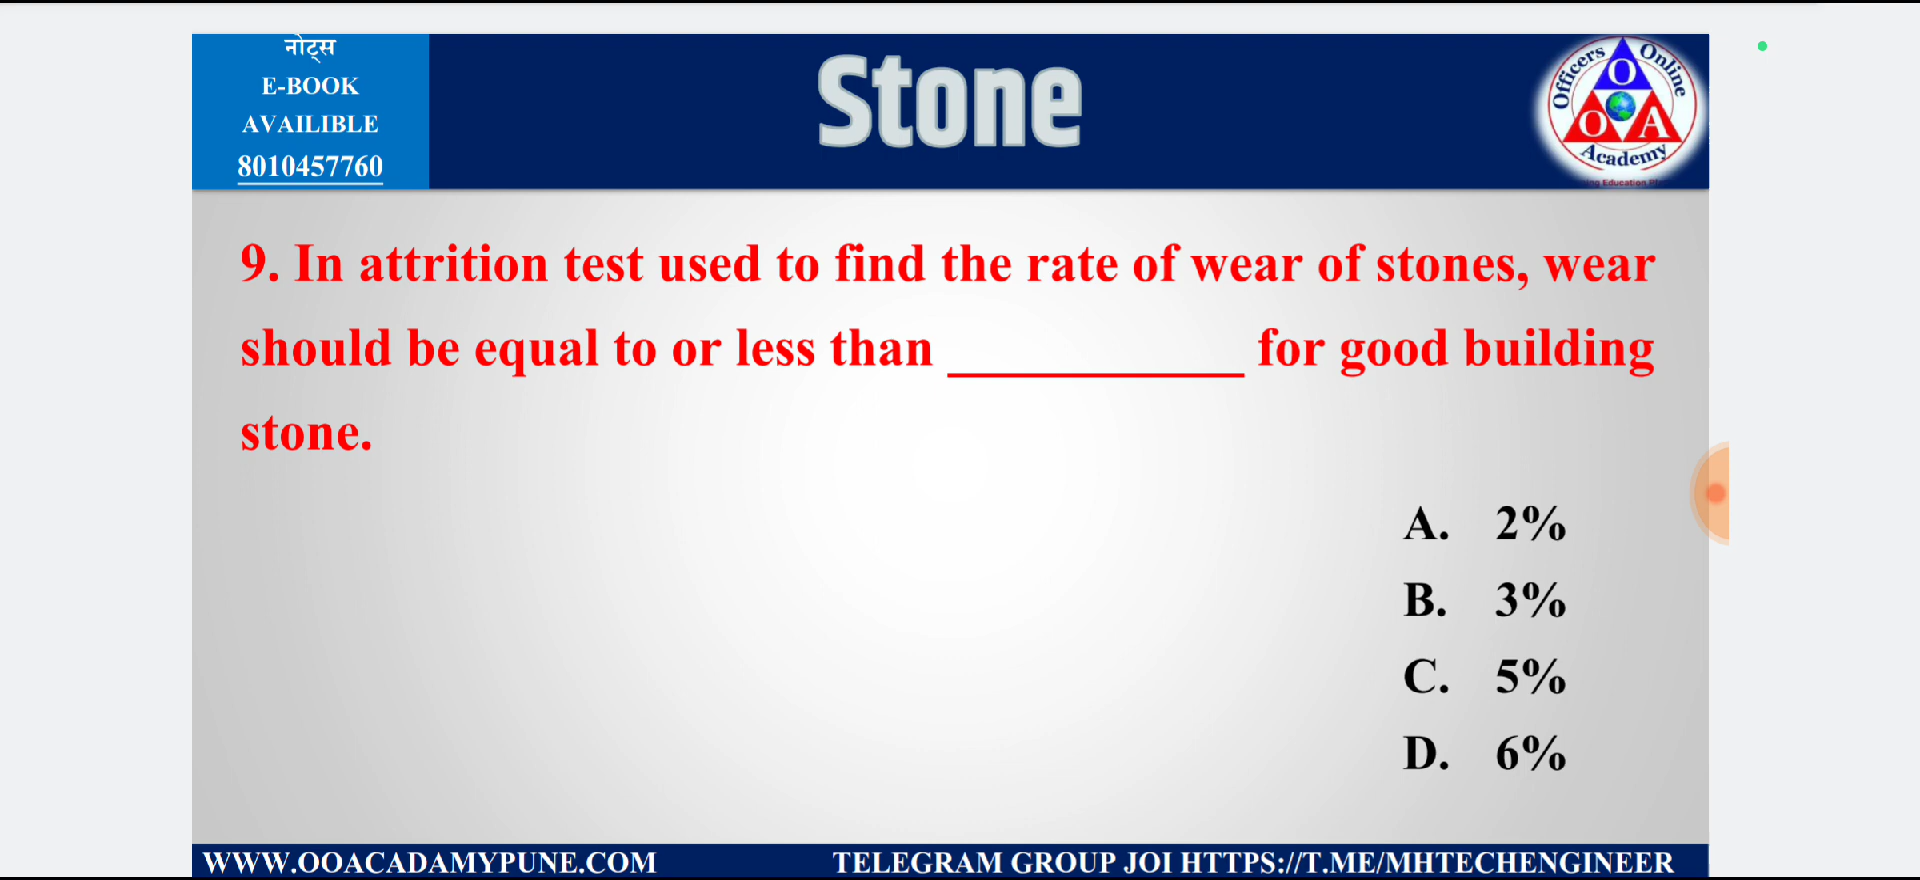 नोट्स
E-BOOK
AVAILIBLE
8010457760
Stone
Officers Online
O
O A
Academy
9. In attrition test used to find the rate of wear of stones, wear
should be equal to or less than ___________ for good building
stone.
A. 2%
B. 3%
C. 5%
D. 6%
WWW.OOACADAMYPUNE.COM
TELEGRAM GROUP JOI HTTPS://T.ME/MHTECHENGINEER